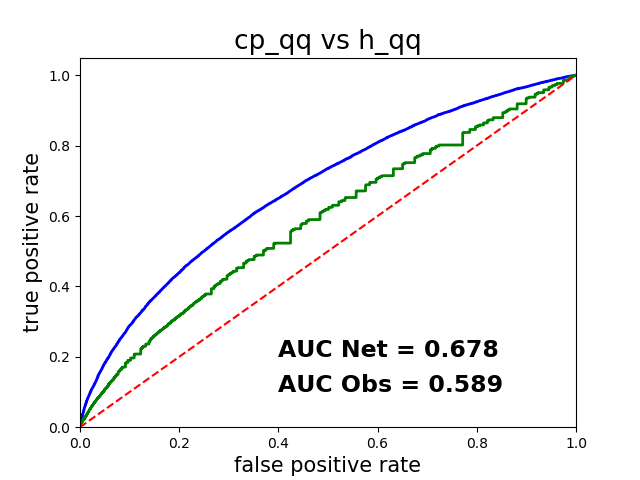 cp_qq vs h_qq
1.0
0.8
0.6
0.4
0.2
0.0
true positive rate
AUC Net = 0.678
AUC Obs = 0.589
0.0 0.2 0.4 0.6 0.8 1.0
false positive rate